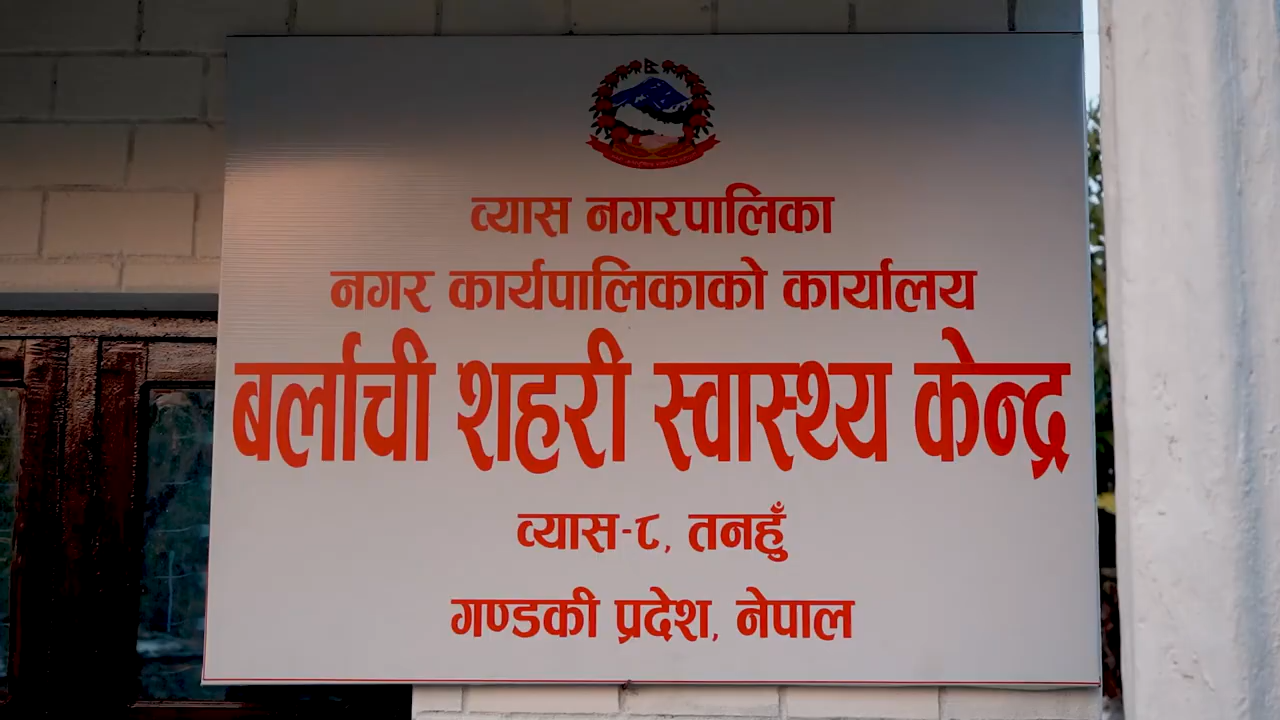 व्यास नगरपालिका
नगर कार्यपालिकाको कार्यालय
बर्लाची शहरी स्वास्थ्य केन्द्र
व्यास-८, तनहुँ
गण्डकी प्रदेश, नेपाल